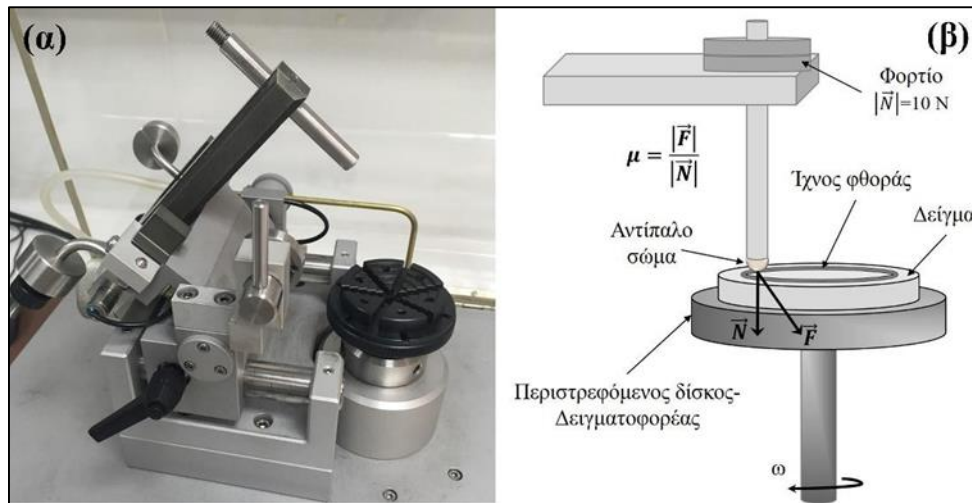 (α)
(β)
Φορτίο
|N⃗|=10 N
μ = |F⃗| / |N⃗|
Ίχνος φθοράς
Δείγμα
Αντίπαλο
σώμα
N⃗
F⃗
Περιστρεφόμενος δίσκος-
Δειγματοφορέας
ω